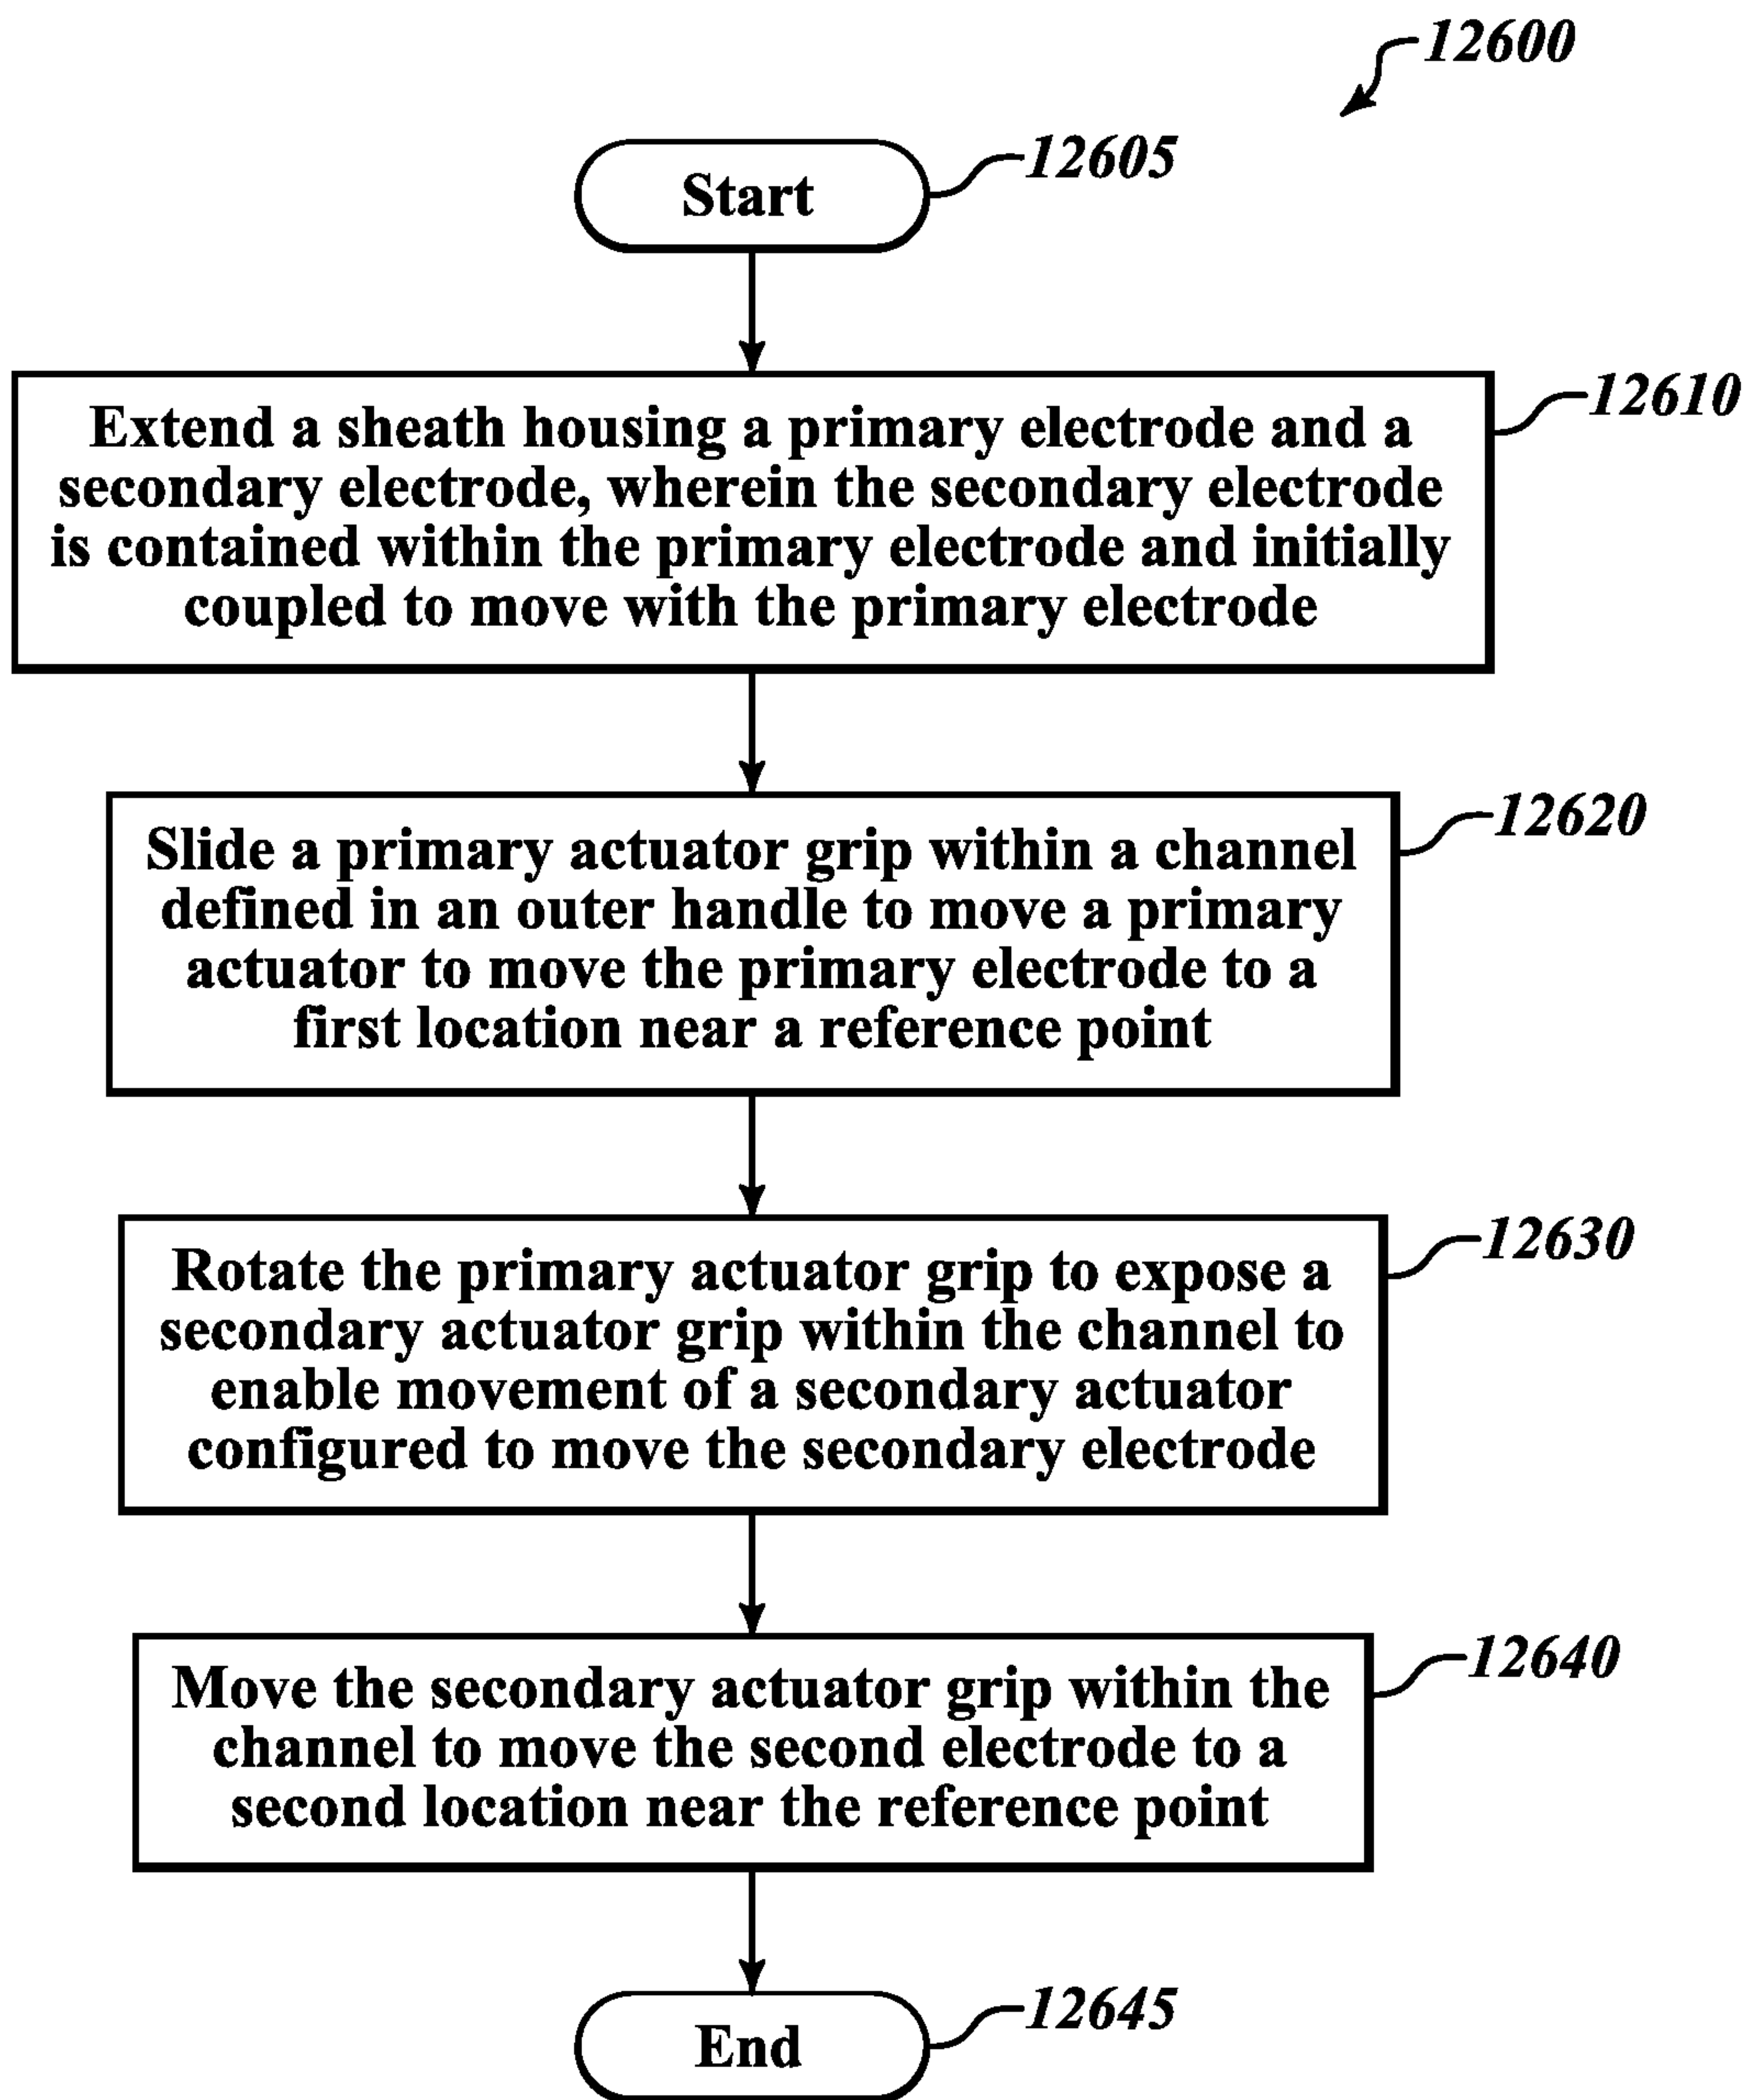 12600
Start
12605
Extend a sheath housing a primary electrode and a
secondary electrode, wherein the secondary electrode
is contained within the primary electrode and initially
coupled to move with the primary electrode
12610
Slide a primary actuator grip within a channel
defined in an outer handle to move a primary
actuator to move the primary electrode to a
first location near a reference point
12620
Rotate the primary actuator grip to expose a
secondary actuator grip within the channel to
enable movement of a secondary actuator
configured to move the secondary electrode
12630
Move the secondary actuator grip within the
channel to move the second electrode to a
second location near the reference point
12640
End
12645